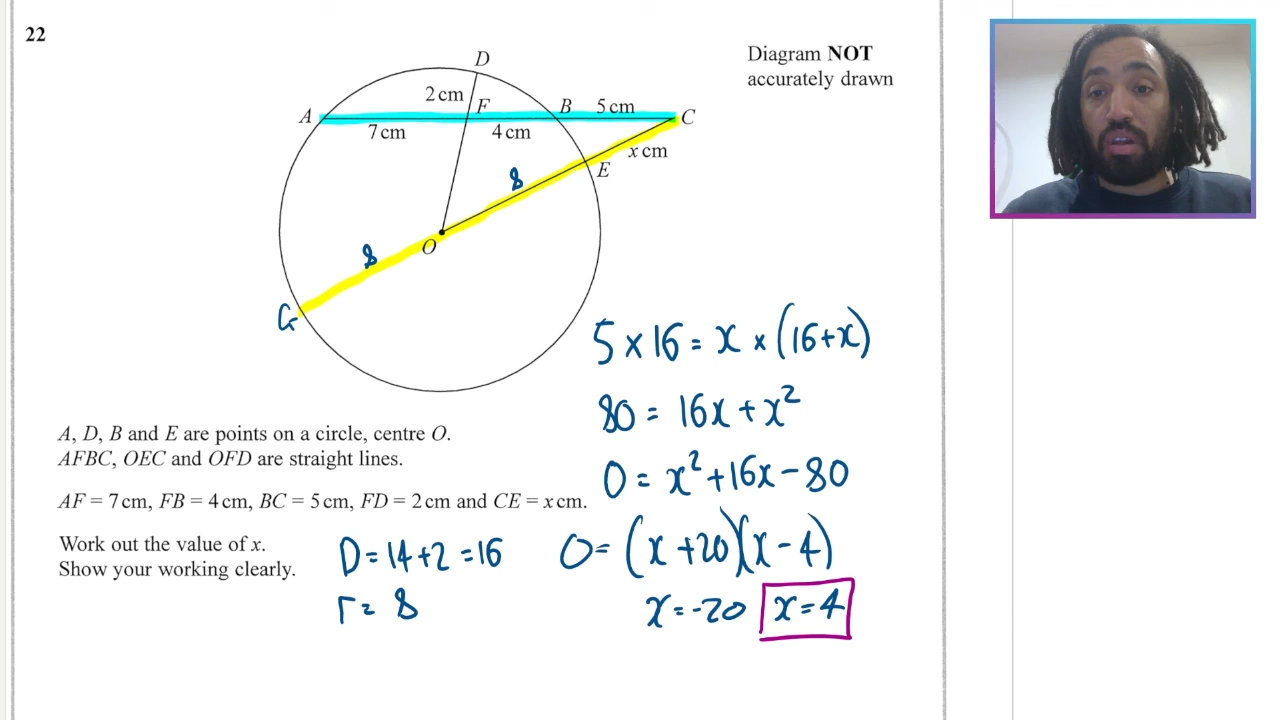 22
Diagram NOT
accurately drawn
D
2 cm
F
A
B
5 cm
C
7 cm
4 cm
x cm
E
8
O
8
G
5 × 16 = x × (16+x)
80 = 16x + x²
0 = x² + 16x - 80
0 = (x + 20)(x - 4)
x = -20 x = 4
A, D, B and E are points on a circle, centre O.
AFBC, OEC and OFD are straight lines.
AF = 7 cm, FB = 4 cm, BC = 5 cm, FD = 2 cm and CE = x cm.
Work out the value of x.
Show your working clearly.
D = 14 + 2 = 16
r = 8